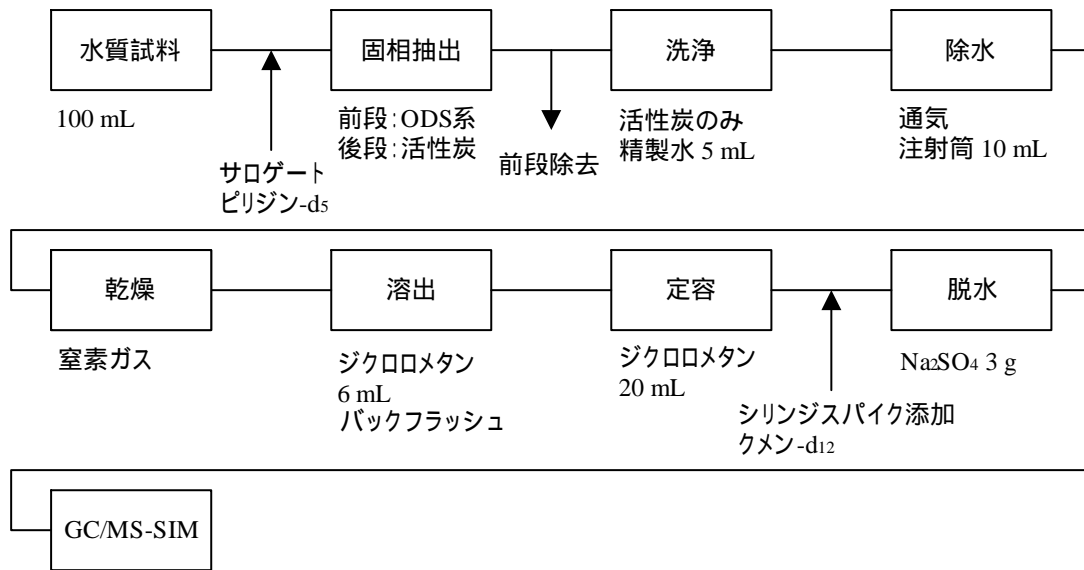 水質試料
固相抽出
洗浄
除水
100 mL
前段:ODS系
後段:活性炭
活性炭のみ
精製水 5 mL
通気
注射筒 10 mL
サロゲート
ピリジン-d5
前段除去
乾燥
溶出
定容
脱水
窒素ガス
ジクロロメタン
6 mL
バックフラッシュ
ジクロロメタン
20 mL
Na2SO4 3 g
シリンジスパイク添加
クメン-d12
GC/MS-SIM